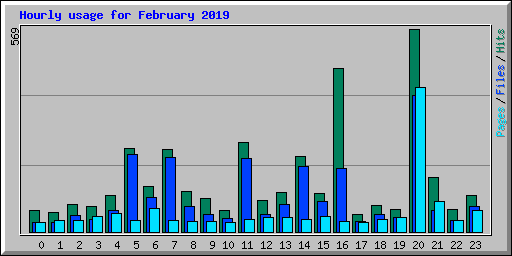 Hourly usage for February 2019
569
Pages/Files/Hits
0 1 2 3 4 5 6 7 8 9 10 11 12 13 14 15 16 17 18 19 20 21 22 23